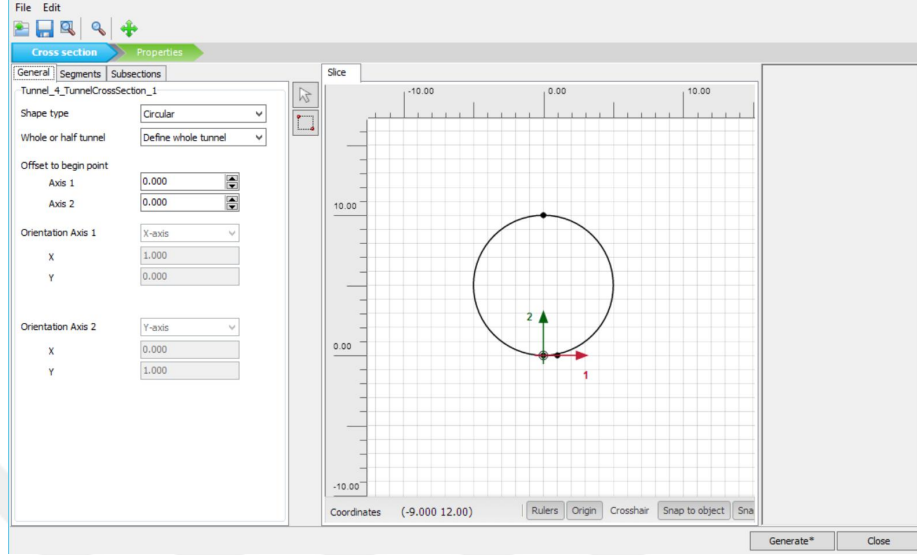 File Edit
Cross section Properties
General Segments Subsections
Tunnel_4_TunnelCrossSection_1
Shape type Circular
Whole or half tunnel Define whole tunnel
Offset to begin point
Axis 1 0.000
Axis 2 0.000
Orientation Axis 1 X-axis
X 1.000
Y 0.000
Orientation Axis 2 Y-axis
X 0.000
Y 1.000
Slice
-10.00 0.00 10.00
10.00
2
0.00
1
-10.00
Coordinates (-9.000 12.00) Rulers Origin Crosshair Snap to object Sna
Generate* Close